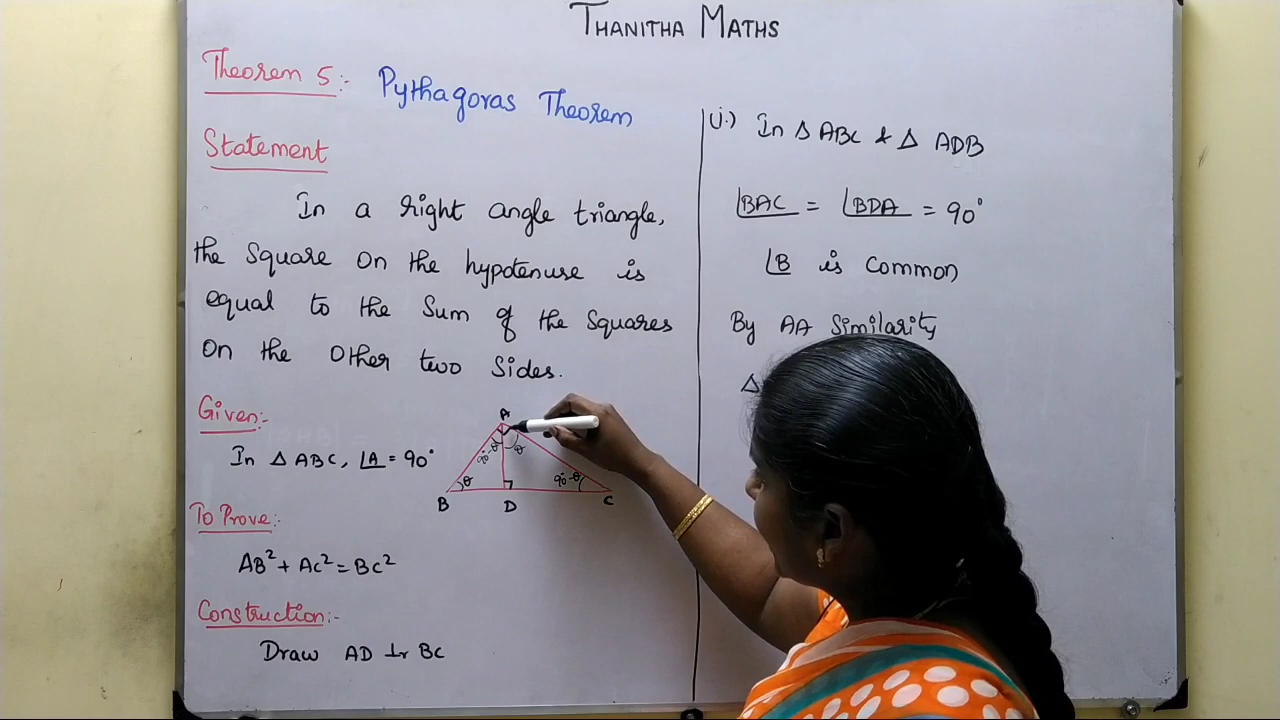 THANITHA MATHS
Theorem 5:-
Pythagoras Theorem
Statement
In a right angle triangle,
the Square on the hypotenuse is
equal to the Sum of the Squares
on the other two Sides.
Given:-
In Δ ABC, ∠A = 90°
To Prove:-
AB² + AC² = BC²
Construction:-
Draw AD ⊥r BC
A
90°-θ
θ
θ
90°-θ
B
D
C
(i.) In Δ ABC & Δ ADB
∠BAC = ∠BDA = 90°
∠B is Common
By AA Similarity
Δ